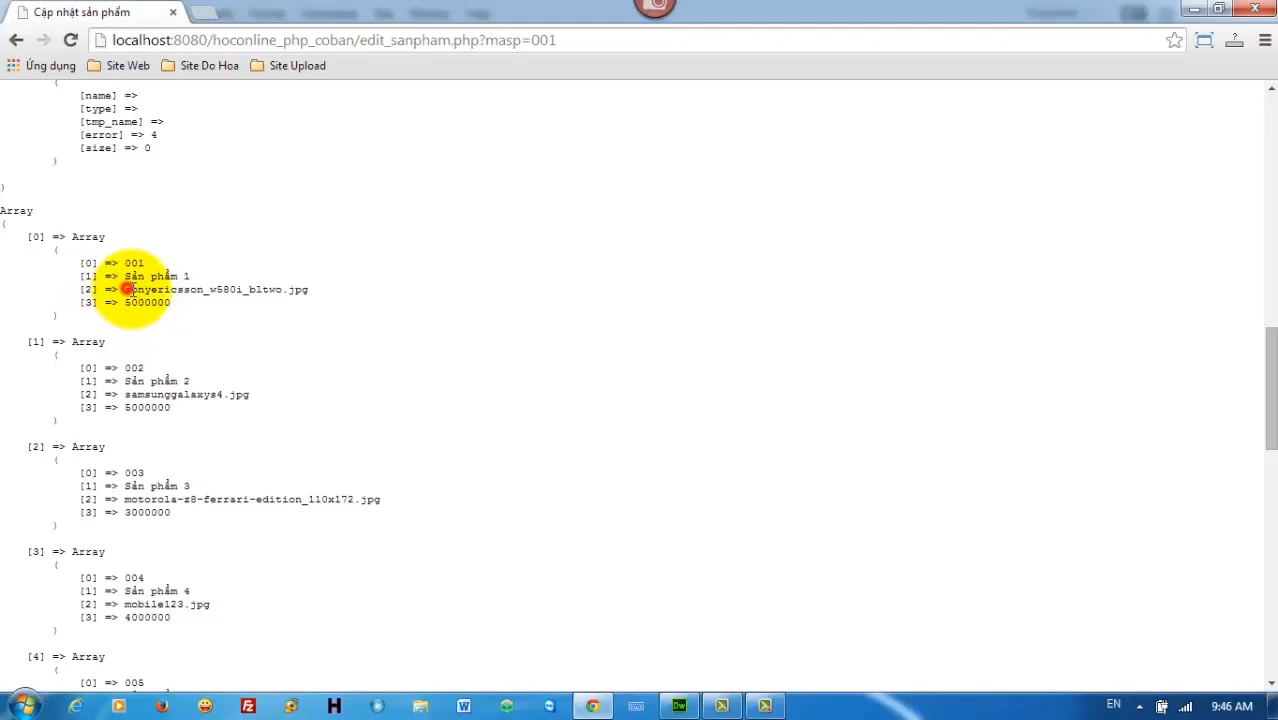 Cập nhật sản phẩm
localhost:8080/hoconline_php_coban/edit_sanpham.php?masp=001
Ứng dụng Site Web Site Do Hoa Site Upload
(
[name] =>
[type] =>
[tmp_name] =>
[error] => 4
[size] => 0
)
)
Array
(
[0] => Array
(
[0] => 001
[1] => Sản phẩm 1
[2] => sonyericsson_w580i_bltwo.jpg
[3] => 5000000
)
[1] => Array
(
[0] => 002
[1] => Sản phẩm 2
[2] => samsunggalaxys4.jpg
[3] => 5000000
)
[2] => Array
(
[0] => 003
[1] => Sản phẩm 3
[2] => motorola-z8-ferrari-edition_110x172.jpg
[3] => 3000000
)
[3] => Array
(
[0] => 004
[1] => Sản phẩm 4
[2] => mobile123.jpg
[3] => 4000000
)
[4] => Array
(
[0] => 005
EN 9:46 AM